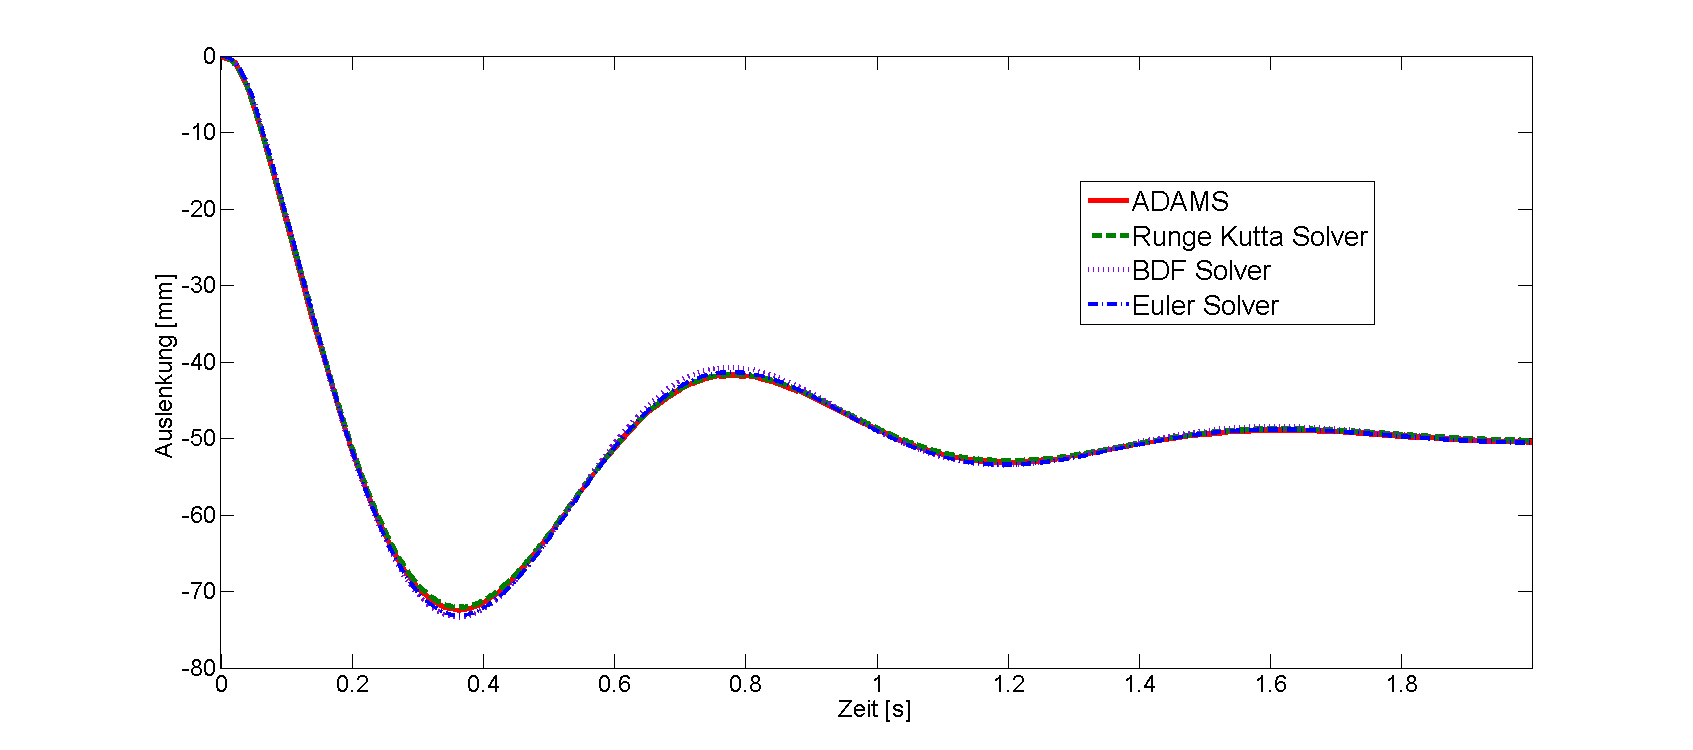 0
-10
-20
-30
-40
-50
-60
-70
-80
Auslenkung [mm]
ADAMS
Runge Kutta Solver
BDF Solver
Euler Solver
0 0.2 0.4 0.6 0.8 1 1.2 1.4 1.6 1.8
Zeit [s]